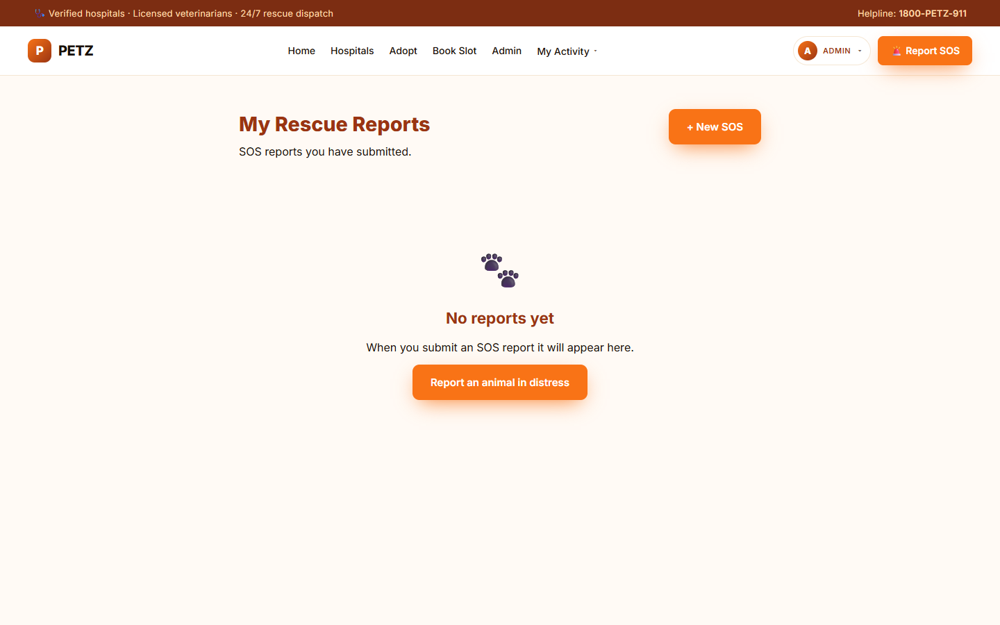 Verified hospitals · Licensed veterinarians · 24/7 rescue dispatch
Helpline: 1800-PETZ-911
P PETZ
Home Hospitals Adopt Book Slot Admin My Activity
A ADMIN
Report SOS
My Rescue Reports
+ New SOS
SOS reports you have submitted.
No reports yet
When you submit an SOS report it will appear here.
Report an animal in distress